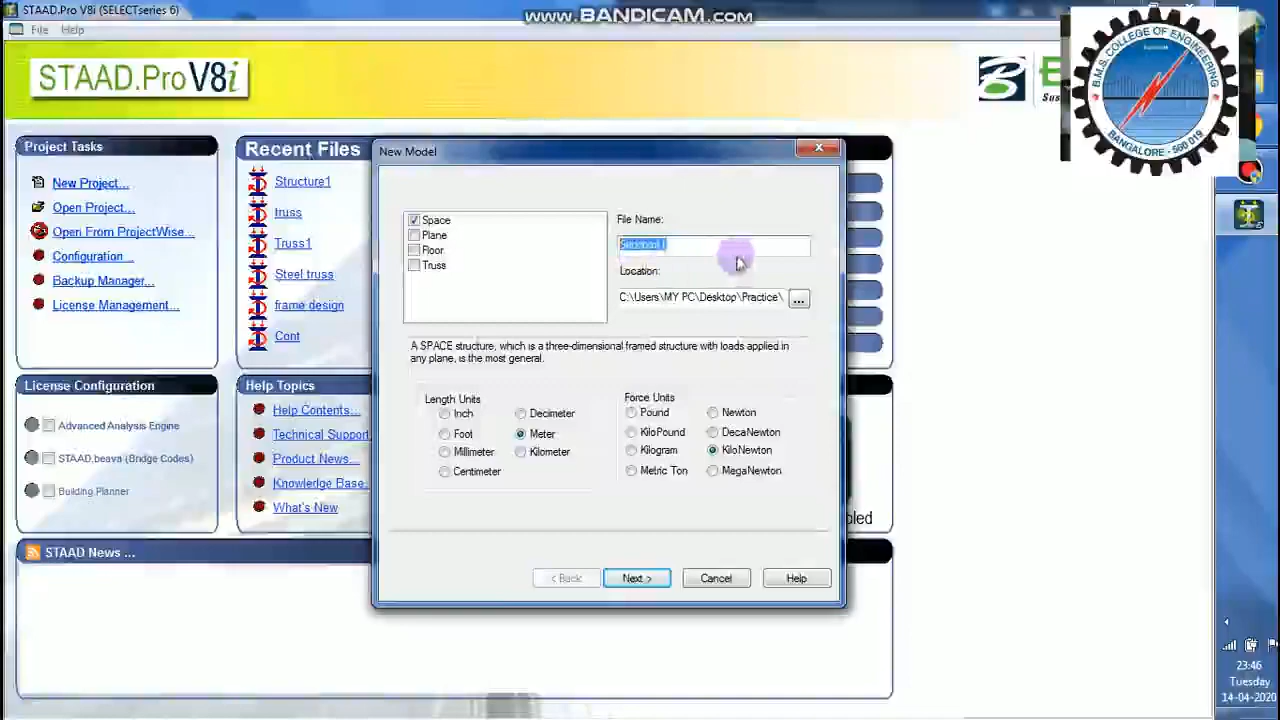 STAAD.Pro V8i (SELECTseries 6)
www.BANDICAM.com
File Help
STAAD.Pro V8i
B.M.S. COLLEGE OF ENGINEERING
BANGALORE - 560 019
Project Tasks
New Project...
Open Project...
Open From ProjectWise...
Configuration...
Backup Manager...
License Management...
Recent Files
Structure1
truss
Truss1
Steel truss
frame design
Cont
New Model
Space
Plane
Floor
Truss
File Name:
Location:
C:\Users\MY PC\Desktop\Practice\
...
A SPACE structure, which is a three-dimensional framed structure with loads applied in
any plane, is the most general.
Length Units
Inch
Foot
Millimeter
Centimeter
Decimeter
Meter
Kilometer
Force Units
Pound
KiloPound
Kilogram
Metric Ton
Newton
DecaNewton
KiloNewton
MegaNewton
< Back
Next >
Cancel
Help
License Configuration
Advanced Analysis Engine
STAAD.beava (Bridge Codes)
Building Planner
Help Topics
Help Contents...
Technical Support
Product News...
Knowledge Base
What's New
STAAD News ...
23:46
Tuesday
14-04-2020